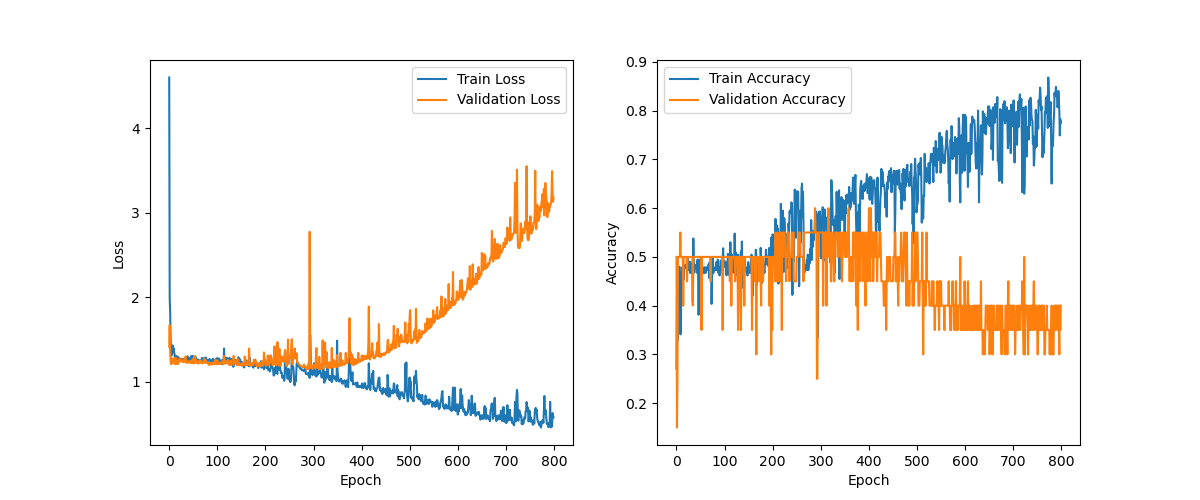 Train Loss
Validation Loss
4
3
2
1
Loss
0 100 200 300 400 500 600 700 800
Epoch
Train Accuracy
Validation Accuracy
0.9
0.8
0.7
0.6
0.5
0.4
0.3
0.2
Accuracy
0 100 200 300 400 500 600 700 800
Epoch